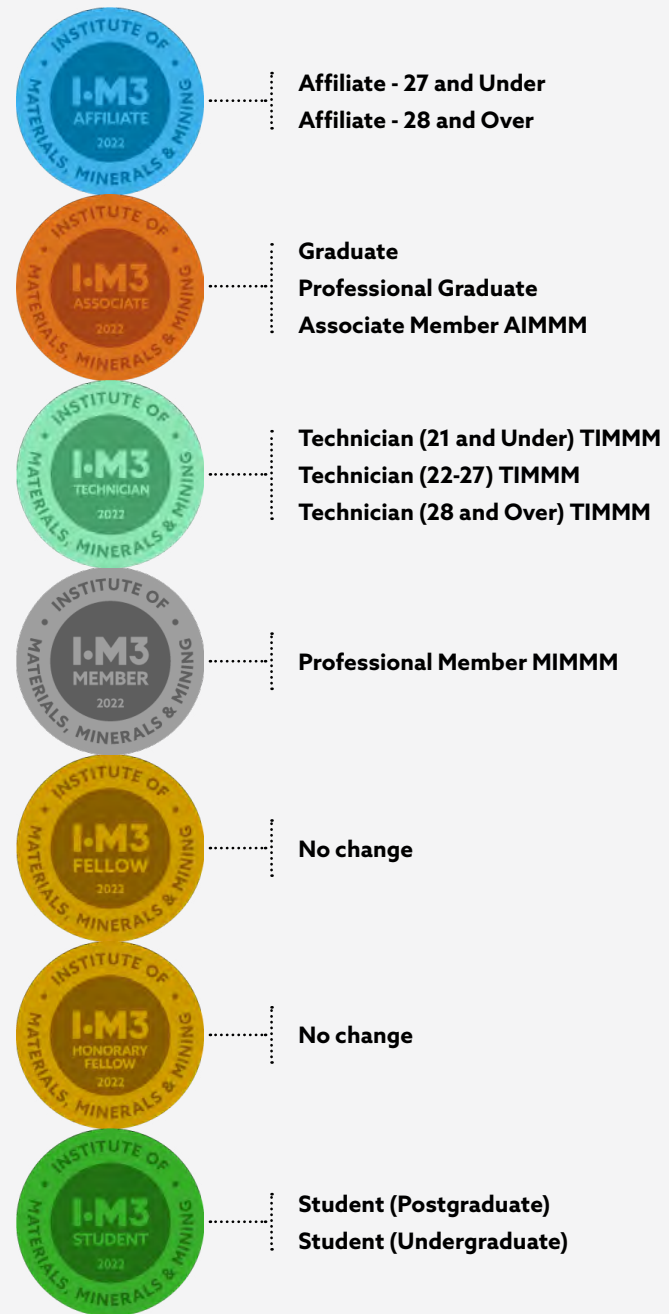 INSTITUTE OF
MATERIALS, MINERALS & MINING
I·M3
AFFILIATE
2022
Affiliate - 27 and Under
Affiliate - 28 and Over
INSTITUTE OF
MATERIALS, MINERALS & MINING
I·M3
ASSOCIATE
2022
Graduate
Professional Graduate
Associate Member AIMMM
INSTITUTE OF
MATERIALS, MINERALS & MINING
I·M3
TECHNICIAN
2022
Technician (21 and Under) TIMMM
Technician (22-27) TIMMM
Technician (28 and Over) TIMMM
INSTITUTE OF
MATERIALS, MINERALS & MINING
I·M3
MEMBER
2022
Professional Member MIMMM
INSTITUTE OF
MATERIALS, MINERALS & MINING
I·M3
FELLOW
2022
No change
INSTITUTE OF
MATERIALS, MINERALS & MINING
I·M3
HONORARY
FELLOW
2022
No change
INSTITUTE OF
MATERIALS, MINERALS & MINING
I·M3
STUDENT
2022
Student (Postgraduate)
Student (Undergraduate)